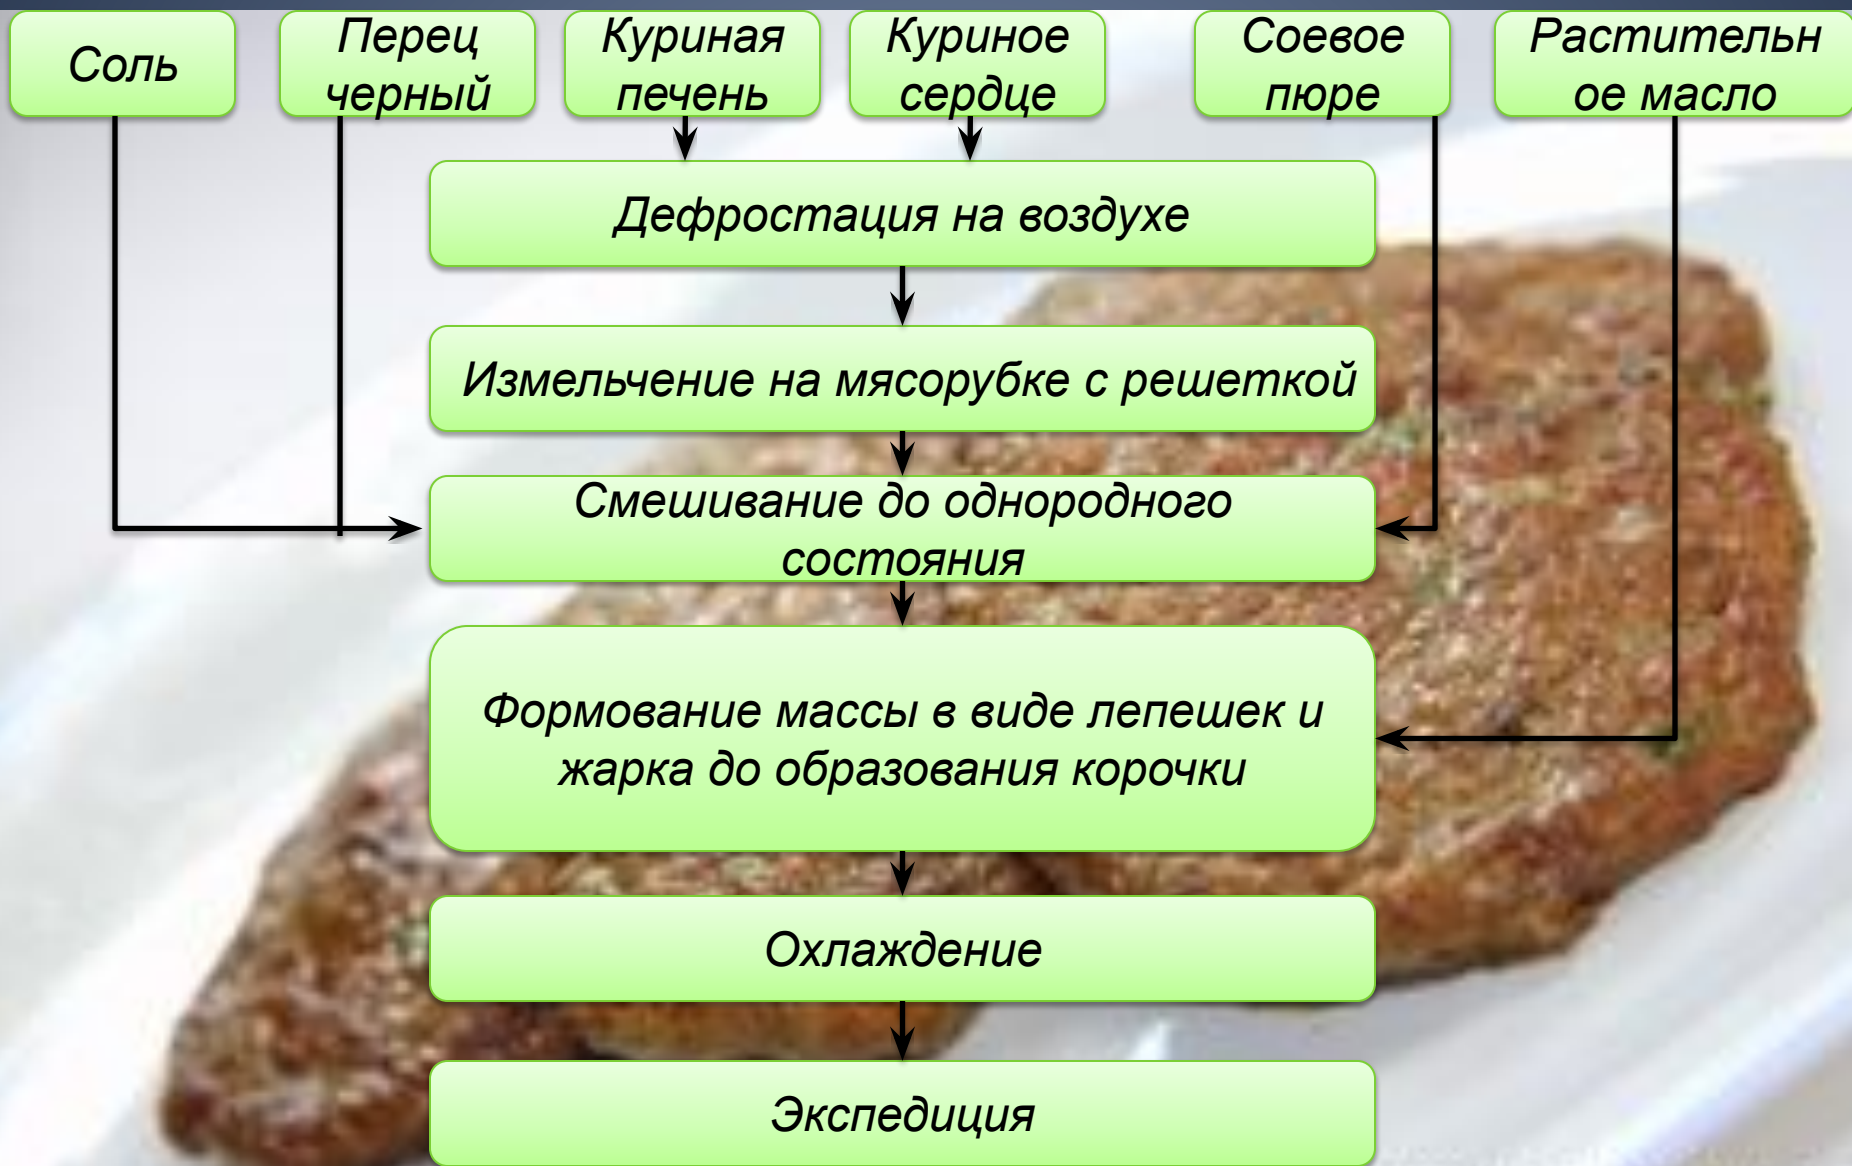 Соль
Перец
черный
Куриная
печень
Куриное
сердце
Соевое
пюре
Растительн
ое масло
Дефростация на воздухе
Измельчение на мясорубке с решеткой
Смешивание до однородного
состояния
Формование массы в виде лепешек и
жарка до образования корочки
Охлаждение
Экспедиция